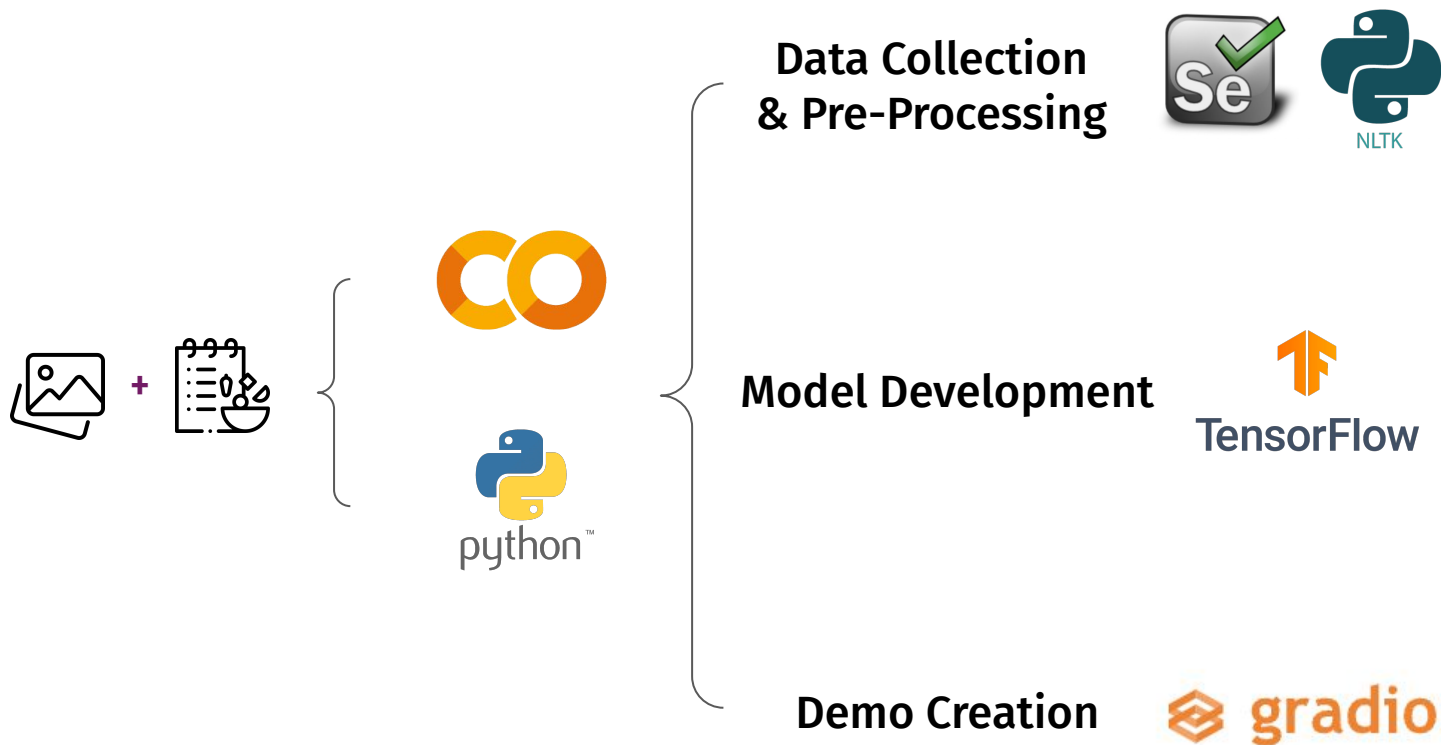 Data Collection
& Pre-Processing
Se
NLTK
+
python™
Model Development
TensorFlow
Demo Creation
gradio